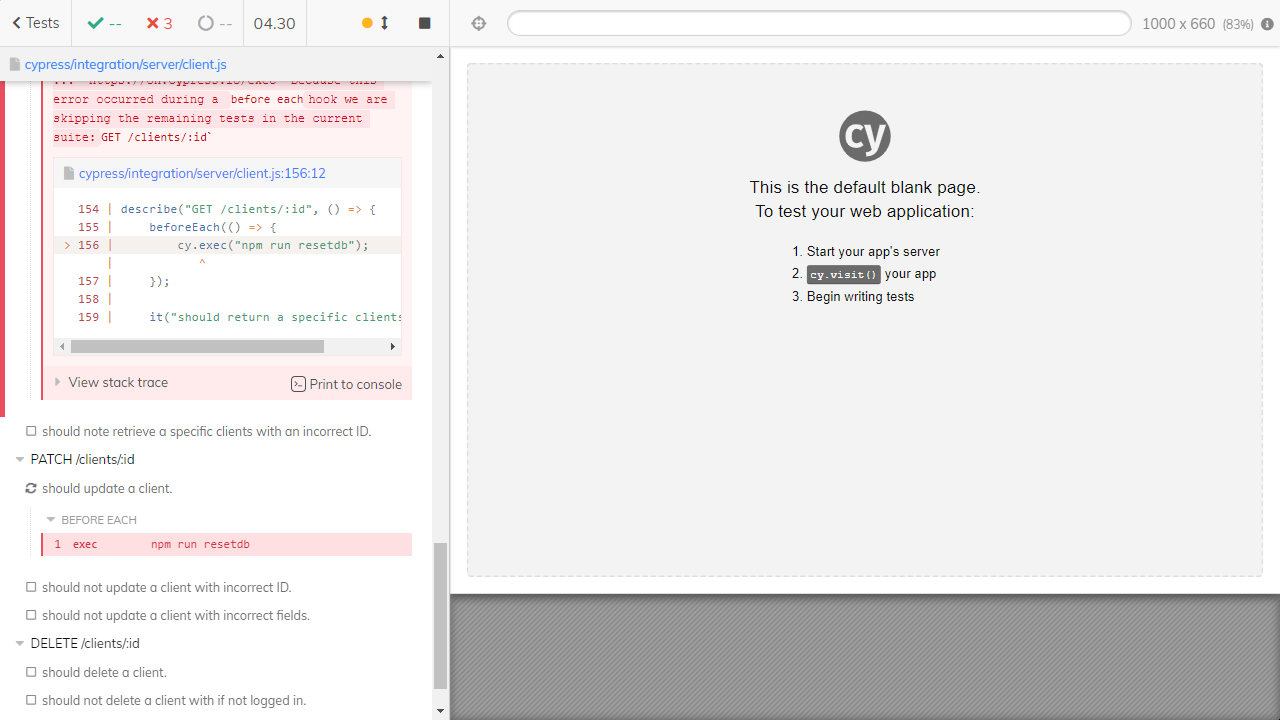 Tests
--
3
--
04.30
1000 x 660 (83%)
cypress/integration/server/client.js
error occurred during a before each hook we are
skipping the remaining tests in the current
suite: GET /clients/:id`
cypress/integration/server/client.js:156:12
154 | describe("GET /clients/:id", () => {
155 | beforeEach(() => {
> 156 | cy.exec("npm run resetdb");
| ^
157 | });
158 |
159 | it("should return a specific clients
View stack trace
Print to console
should note retrieve a specific clients with an incorrect ID.
PATCH /clients/:id
should update a client.
BEFORE EACH
1 exec npm run resetdb
should not update a client with incorrect ID.
should not update a client with incorrect fields.
DELETE /clients/:id
should delete a client.
should not delete a client with if not logged in.
cy
This is the default blank page.
To test your web application:
1. Start your app's server
2. cy.visit() your app
3. Begin writing tests